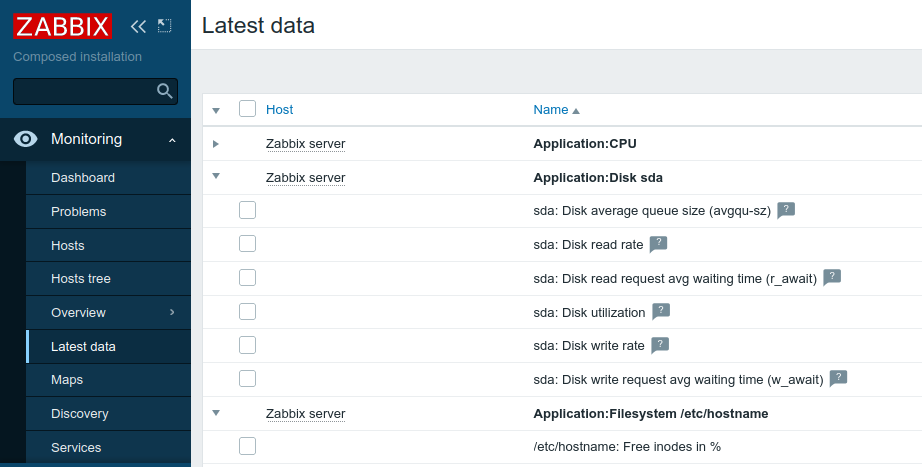 ZABBIX
Composed installation
Monitoring
Dashboard
Problems
Hosts
Hosts tree
Overview
Latest data
Maps
Discovery
Services
Latest data
Host Name
Zabbix server Application:CPU
Zabbix server Application:Disk sda
sda: Disk average queue size (avgqu-sz) ?
sda: Disk read rate ?
sda: Disk read request avg waiting time (r_await) ?
sda: Disk utilization ?
sda: Disk write rate ?
sda: Disk write request avg waiting time (w_await) ?
Zabbix server Application:Filesystem /etc/hostname
/etc/hostname: Free inodes in %